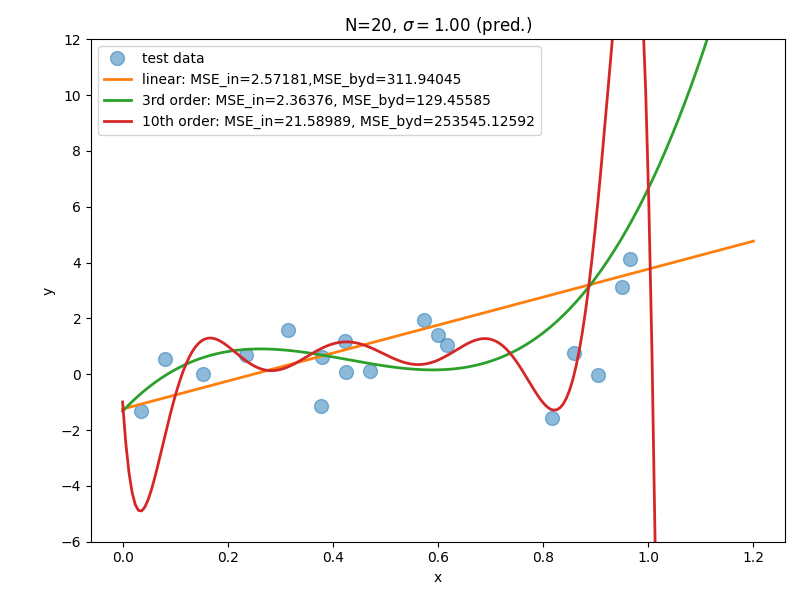 N=20, σ = 1.00 (pred.)
test data
linear: MSE_in=2.57181,MSE_byd=311.94045
3rd order: MSE_in=2.36376, MSE_byd=129.45585
10th order: MSE_in=21.58989, MSE_byd=253545.12592
12
10
8
6
4
2
0
−2
−4
−6
y
0.0 0.2 0.4 0.6 0.8 1.0 1.2
x